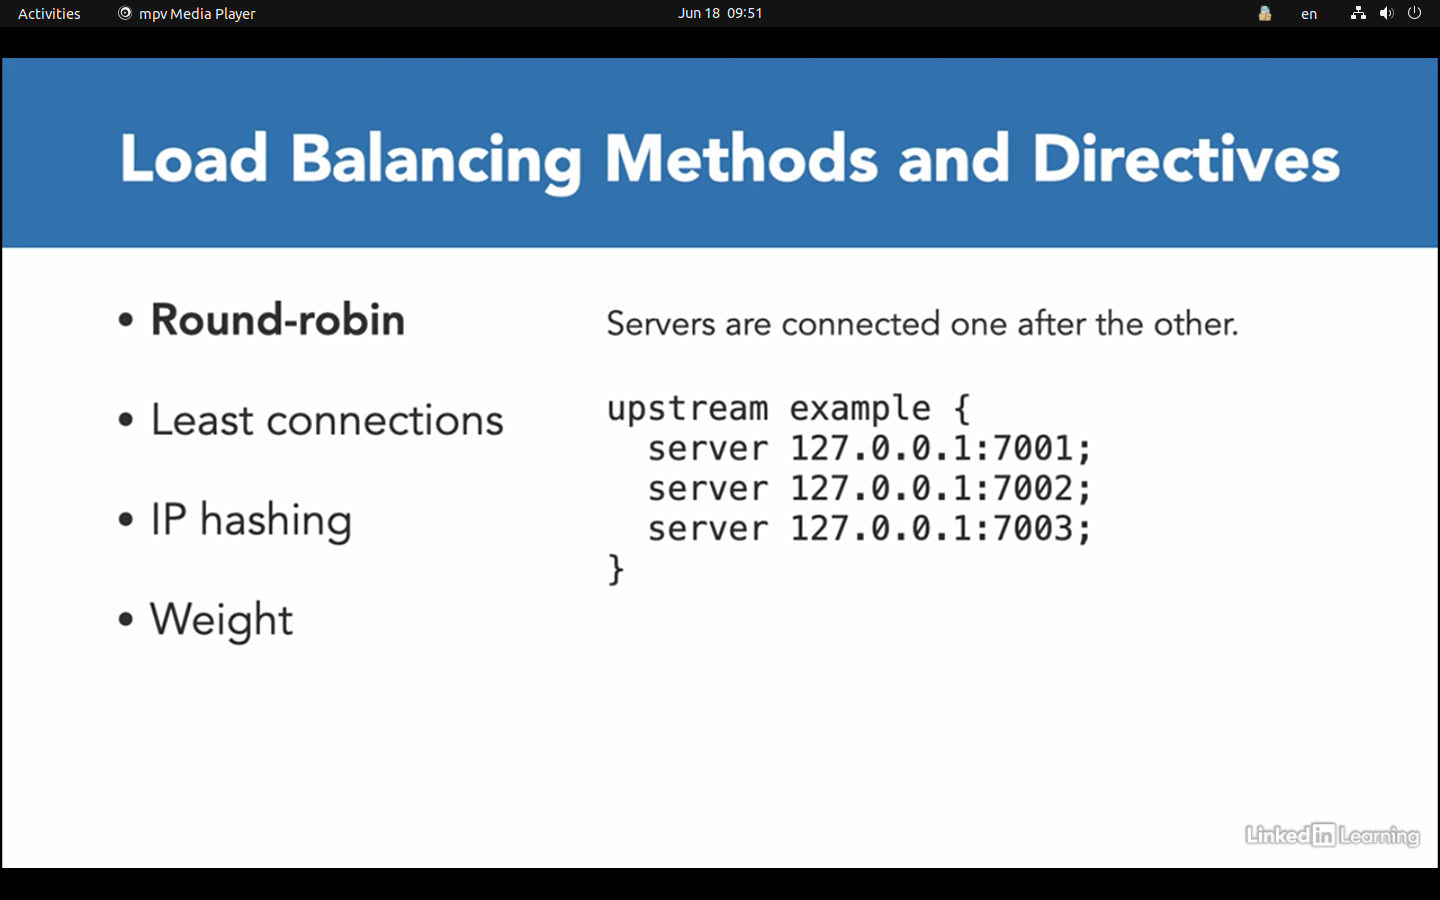 Activities mpv Media Player Jun 18 09:51 en
Load Balancing Methods and Directives
• Round-robin
• Least connections
• IP hashing
• Weight
Servers are connected one after the other.
upstream example {
  server 127.0.0.1:7001;
  server 127.0.0.1:7002;
  server 127.0.0.1:7003;
}
Linked in Learning